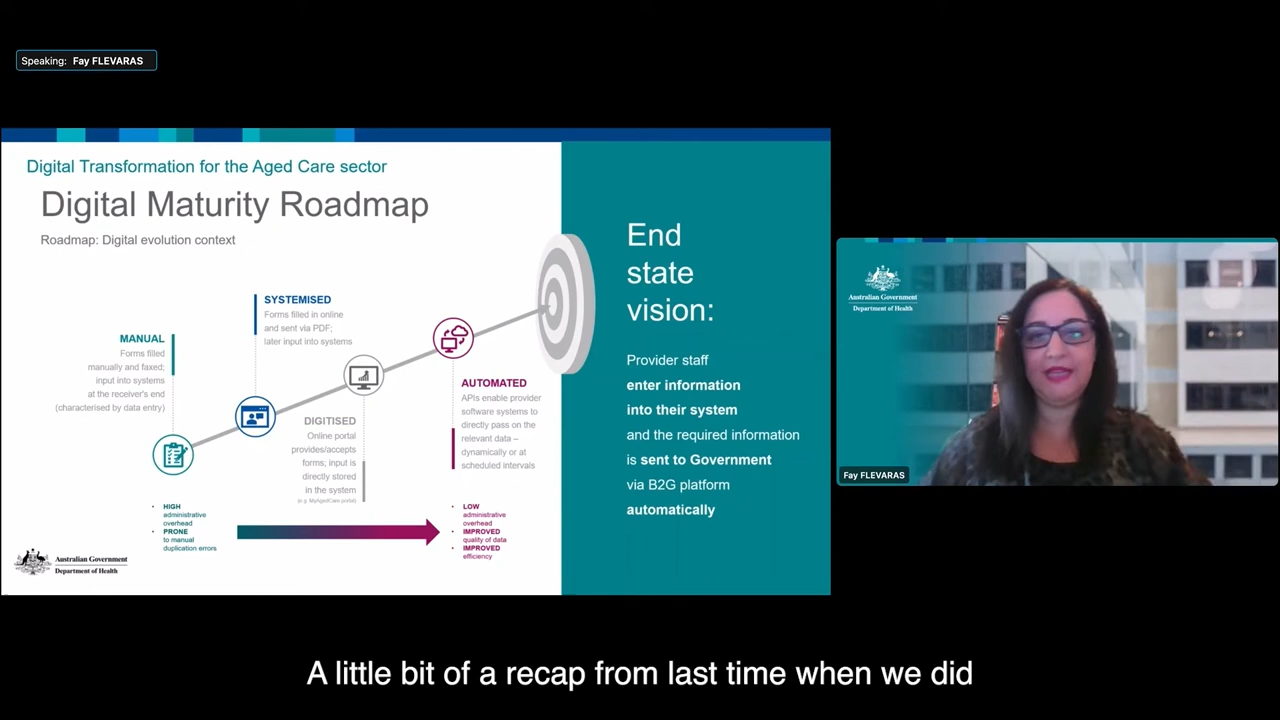 Speaking: Fay FLEVARAS
Digital Transformation for the Aged Care sector
Digital Maturity Roadmap
Roadmap: Digital evolution context
MANUAL
Forms filled
manually and faxed;
input into systems
at the receiver's end
(characterised by data entry)
SYSTEMISED
Forms filled in online
and sent via PDF;
later input into systems
DIGITISED
Online portal
provides/accepts
forms; input is
directly stored
in the system
(e.g. MyAgedCare portal)
AUTOMATED
APIs enable provider
software systems to
directly pass on the
relevant data –
dynamically or at
scheduled intervals
• HIGH
administrative
overhead
• PRONE
to manual
duplication errors
• LOW
administrative
overhead
• IMPROVED
quality of data
• IMPROVED
efficiency
Australian Government
Department of Health
End
state
vision:
Provider staff
enter information
into their system
and the required information
is sent to Government
via B2G platform
automatically
Australian Government
Department of Health
Fay FLEVARAS
A little bit of a recap from last time when we did